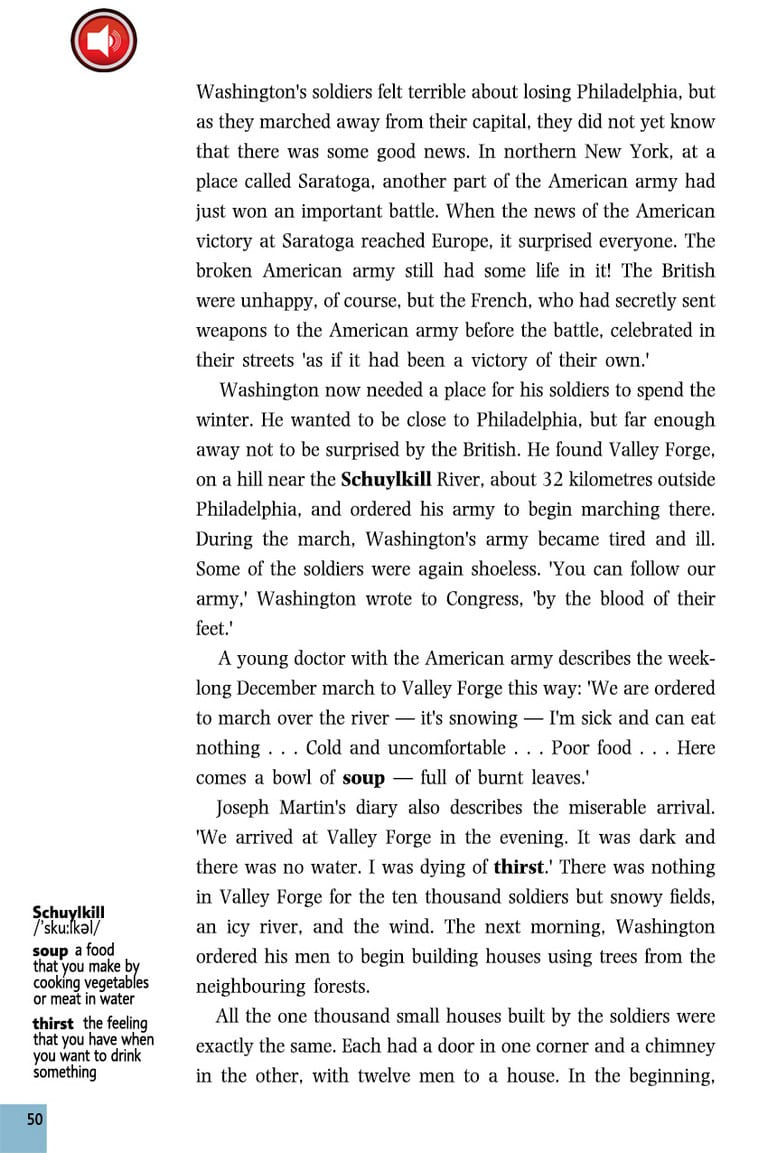 Washington's soldiers felt terrible about losing Philadelphia, but
as they marched away from their capital, they did not yet know
that there was some good news. In northern New York, at a
place called Saratoga, another part of the American army had
just won an important battle. When the news of the American
victory at Saratoga reached Europe, it surprised everyone. The
broken American army still had some life in it! The British
were unhappy, of course, but the French, who had secretly sent
weapons to the American army before the battle, celebrated in
their streets 'as if it had been a victory of their own.'
Washington now needed a place for his soldiers to spend the
winter. He wanted to be close to Philadelphia, but far enough
away not to be surprised by the British. He found Valley Forge,
on a hill near the Schuylkill River, about 32 kilometres outside
Philadelphia, and ordered his army to begin marching there.
During the march, Washington's army became tired and ill.
Some of the soldiers were again shoeless. 'You can follow our
army,' Washington wrote to Congress, 'by the blood of their
feet.'
A young doctor with the American army describes the week-
long December march to Valley Forge this way: 'We are ordered
to march over the river — it's snowing — I'm sick and can eat
nothing . . . Cold and uncomfortable . . . Poor food . . . Here
comes a bowl of soup — full of burnt leaves.'
Joseph Martin's diary also describes the miserable arrival.
'We arrived at Valley Forge in the evening. It was dark and
there was no water. I was dying of thirst.' There was nothing
in Valley Forge for the ten thousand soldiers but snowy fields,
an icy river, and the wind. The next morning, Washington
ordered his men to begin building houses using trees from the
neighbouring forests.
All the one thousand small houses built by the soldiers were
exactly the same. Each had a door in one corner and a chimney
in the other, with twelve men to a house. In the beginning,
Schuylkill
/'skuːlkəl/
soup a food
that you make by
cooking vegetables
or meat in water
thirst the feeling
that you have when
you want to drink
something
50